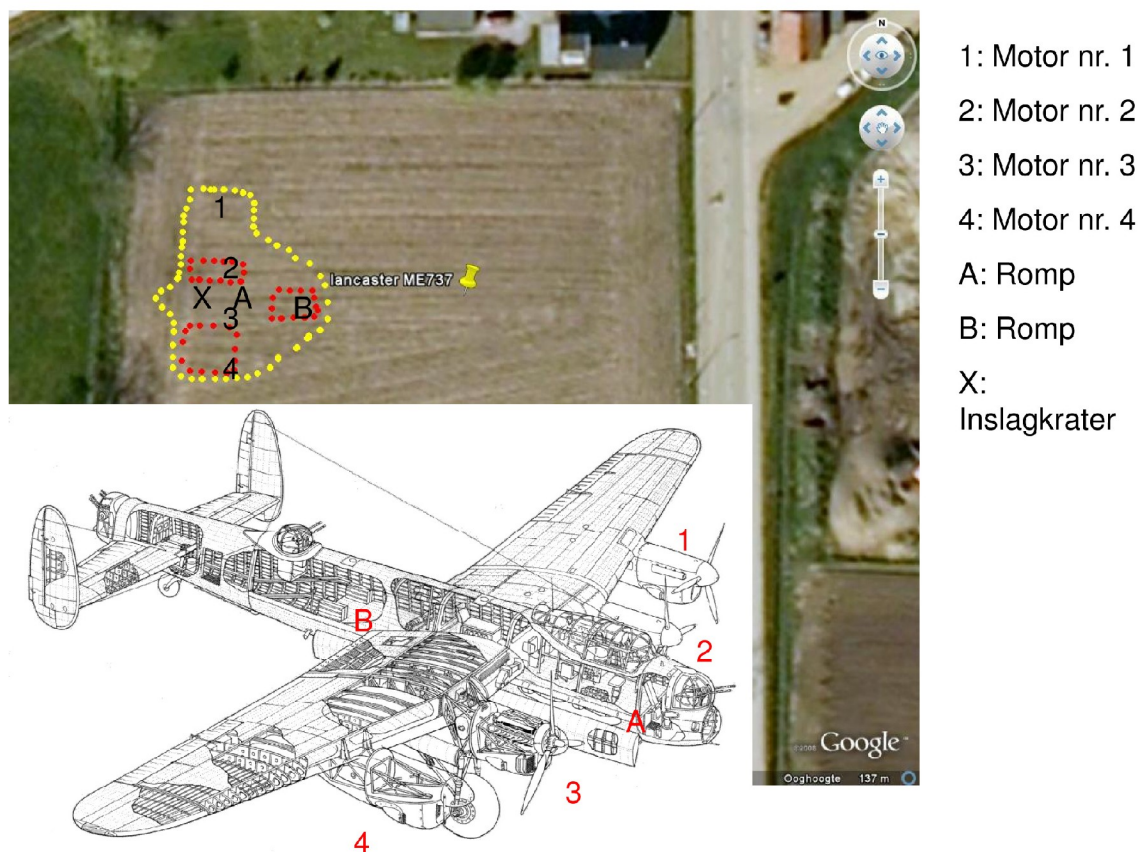 N
1
2
lancaster ME737
X A B
3
4
1: Motor nr. 1
2: Motor nr. 2
3: Motor nr. 3
4: Motor nr. 4
A: Romp
B: Romp
X:
Inslagkrater
1
B
2
A
3
4
Google
Ooghoogte 137 m